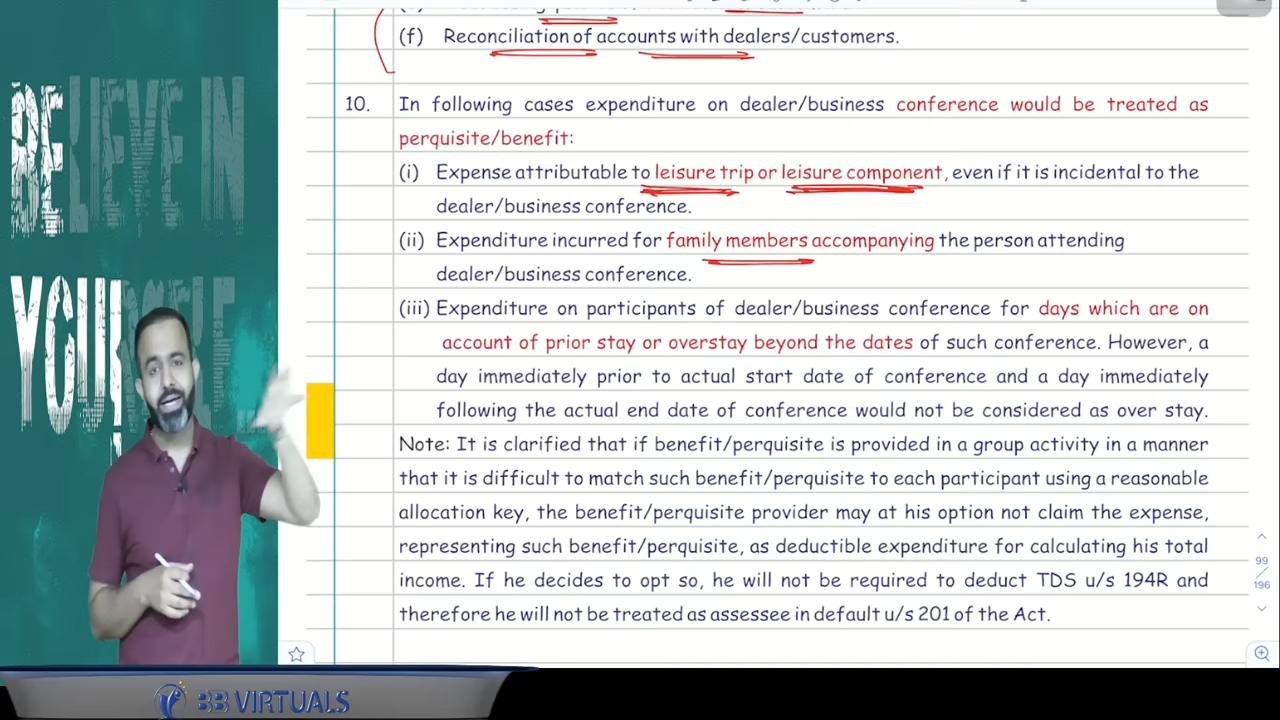 BELIEVE IN
YOURSELF
(f) Reconciliation of accounts with dealers/customers.
10. In following cases expenditure on dealer/business conference would be treated as
perquisite/benefit:
(i) Expense attributable to leisure trip or leisure component, even if it is incidental to the
dealer/business conference.
(ii) Expenditure incurred for family members accompanying the person attending
dealer/business conference.
(iii) Expenditure on participants of dealer/business conference for days which are on
account of prior stay or overstay beyond the dates of such conference. However, a
day immediately prior to actual start date of conference and a day immediately
following the actual end date of conference would not be considered as over stay.
Note: It is clarified that if benefit/perquisite is provided in a group activity in a manner
that it is difficult to match such benefit/perquisite to each participant using a reasonable
allocation key, the benefit/perquisite provider may at his option not claim the expense,
representing such benefit/perquisite, as deductible expenditure for calculating his total
income. If he decides to opt so, he will not be required to deduct TDS u/s 194R and
therefore he will not be treated as assessee in default u/s 201 of the Act.
99
196
BB VIRTUALS